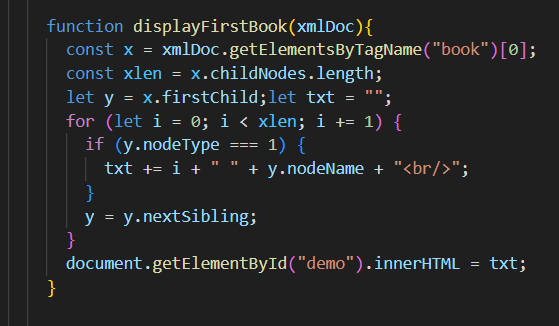 function displayFirstBook(xmlDoc){
const x = xmlDoc.getElementsByTagName("book")[0];
const xlen = x.childNodes.length;
let y = x.firstChild;let txt = "";
for (let i = 0; i < xlen; i += 1) {
if (y.nodeType === 1) {
txt += i + " " + y.nodeName + "<br/>";
}
y = y.nextSibling;
}
document.getElementById("demo").innerHTML = txt;
}